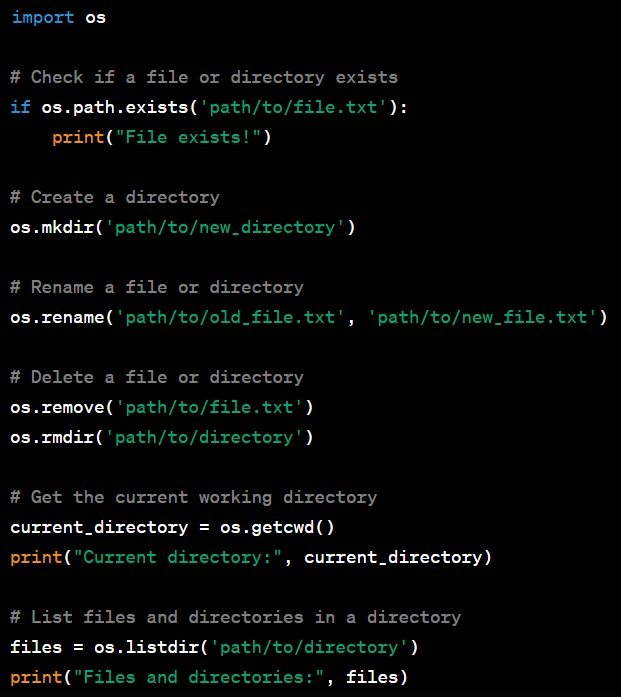 import os

# Check if a file or directory exists
if os.path.exists('path/to/file.txt'):
    print("File exists!")

# Create a directory
os.mkdir('path/to/new_directory')

# Rename a file or directory
os.rename('path/to/old_file.txt', 'path/to/new_file.txt')

# Delete a file or directory
os.remove('path/to/file.txt')
os.rmdir('path/to/directory')

# Get the current working directory
current_directory = os.getcwd()
print("Current directory:", current_directory)

# List files and directories in a directory
files = os.listdir('path/to/directory')
print("Files and directories:", files)